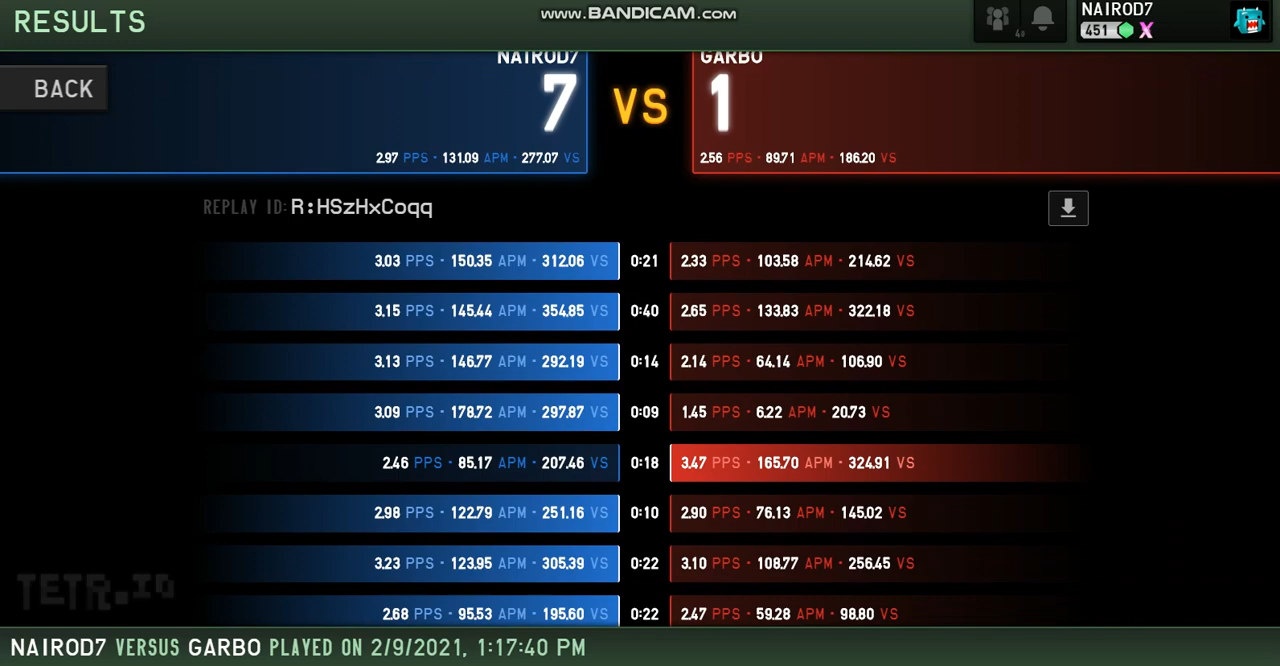 RESULTS
www.BANDICAM.com
48
NAIROD7
451 X
BACK
NAIROD7
7
2.97 PPS · 131.09 APM · 277.07 VS
VS
GARBO
1
2.56 PPS · 89.71 APM · 186.20 VS
REPLAY ID: R:HSzHxCoqq
3.03 PPS · 150.35 APM · 312.06 VS 0:21 2.33 PPS · 103.58 APM · 214.62 VS
3.15 PPS · 145.44 APM · 354.85 VS 0:40 2.65 PPS · 133.83 APM · 322.18 VS
3.13 PPS · 146.77 APM · 292.19 VS 0:14 2.14 PPS · 64.14 APM · 106.90 VS
3.09 PPS · 178.72 APM · 297.87 VS 0:09 1.45 PPS · 6.22 APM · 20.73 VS
2.46 PPS · 85.17 APM · 207.46 VS 0:18 3.47 PPS · 165.70 APM · 324.91 VS
2.98 PPS · 122.79 APM · 251.16 VS 0:10 2.90 PPS · 76.13 APM · 145.02 VS
3.23 PPS · 123.95 APM · 305.39 VS 0:22 3.10 PPS · 108.77 APM · 256.45 VS
2.68 PPS · 95.53 APM · 195.60 VS 0:22 2.47 PPS · 59.28 APM · 98.80 VS
TETR.IO
NAIROD7 VERSUS GARBO PLAYED ON 2/9/2021, 1:17:40 PM